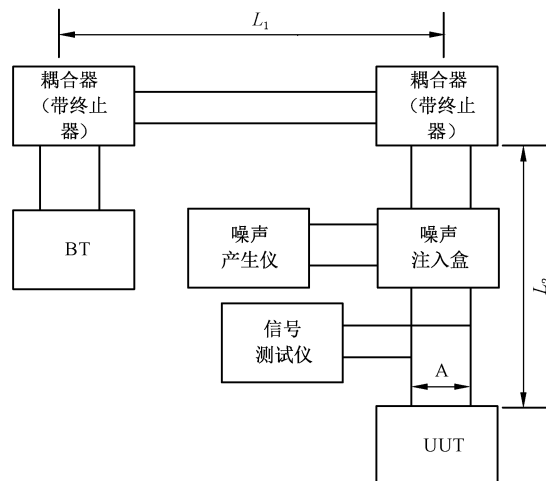 L₁
耦合器
（带终止
器）
耦合器
（带终止
器）
BT
噪声
产生仪
噪声
注入盒
L₂
信号
测试仪
A
UUT